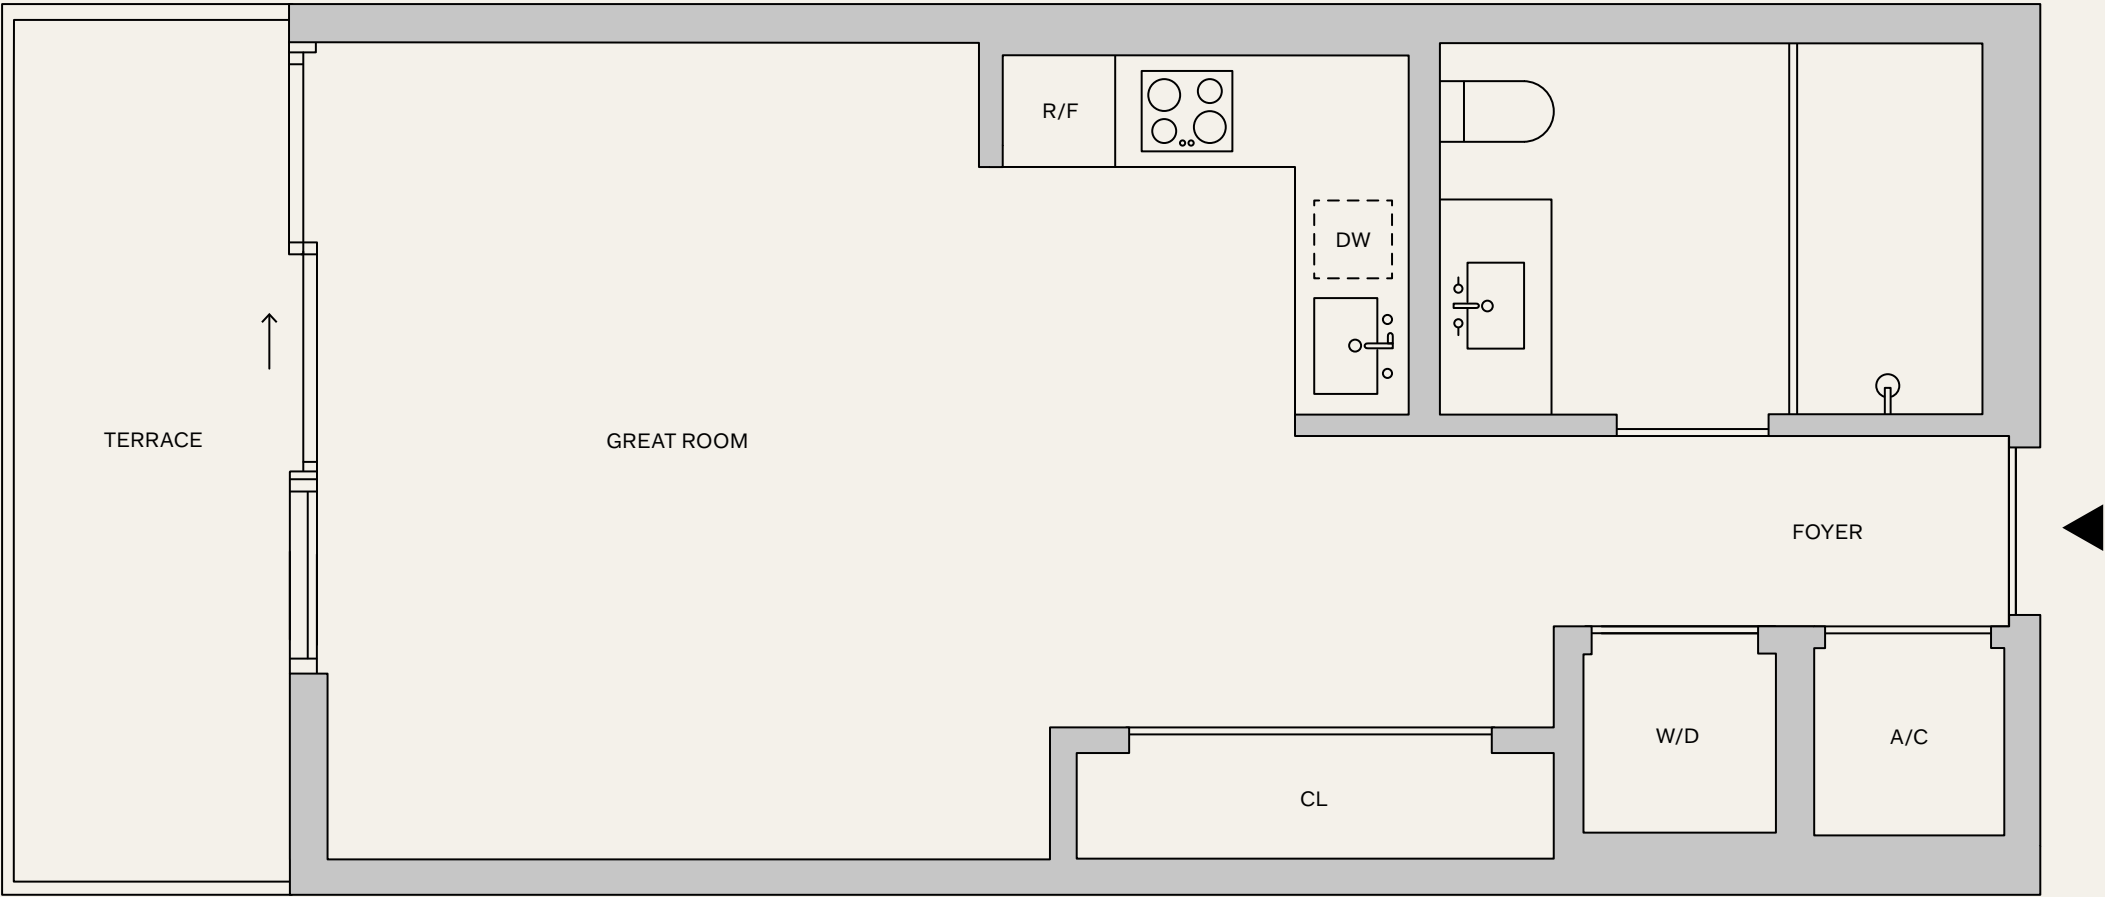 R/F
DW
TERRACE
GREAT ROOM
FOYER
W/D
A/C
CL